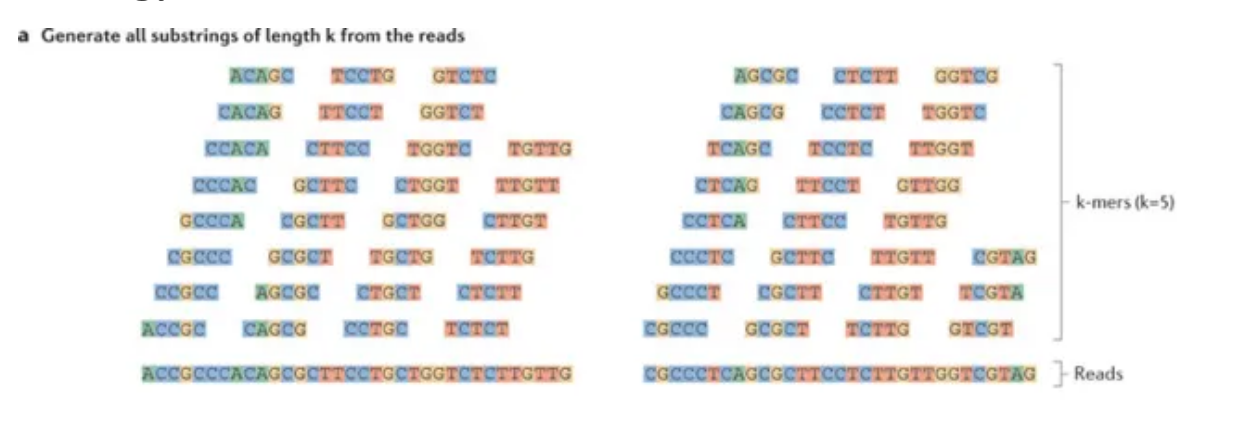 a Generate all substrings of length k from the reads
ACAGC TCCTG GTCTC AGCGC CTCTT GGTCG
CACAG TTCCT GGTCT CAGCG CCTCT TGGTC
CCACA CTTCC TGGTC TGTTG TCAGC TCCTC TTGGT
CCCAC GCTTC CTGGT TTGTT CTCAG TTCCT GTTGG
k-mers (k=5)
GCCCA CGCTT GCTGG CTTGT CCTCA CTTCC TGTTG
CGCCC GCGCT TGCTG TCTTG CCCTC GCTTC TTGTT CGTAG
CCGCC AGCGC CTGCT CTCTT GCCCT CGCTT CTTGT TCGTA
ACCGC CAGCG CCTGC TCTCT CGCCC GCGCT TCTTG GTCGT
ACCGCCCACAGCGCTTCCTGCTGGTCTCTTGTTG CGCCCTCAGCGCTTCCTCTTGTTGGTCGTAG Reads